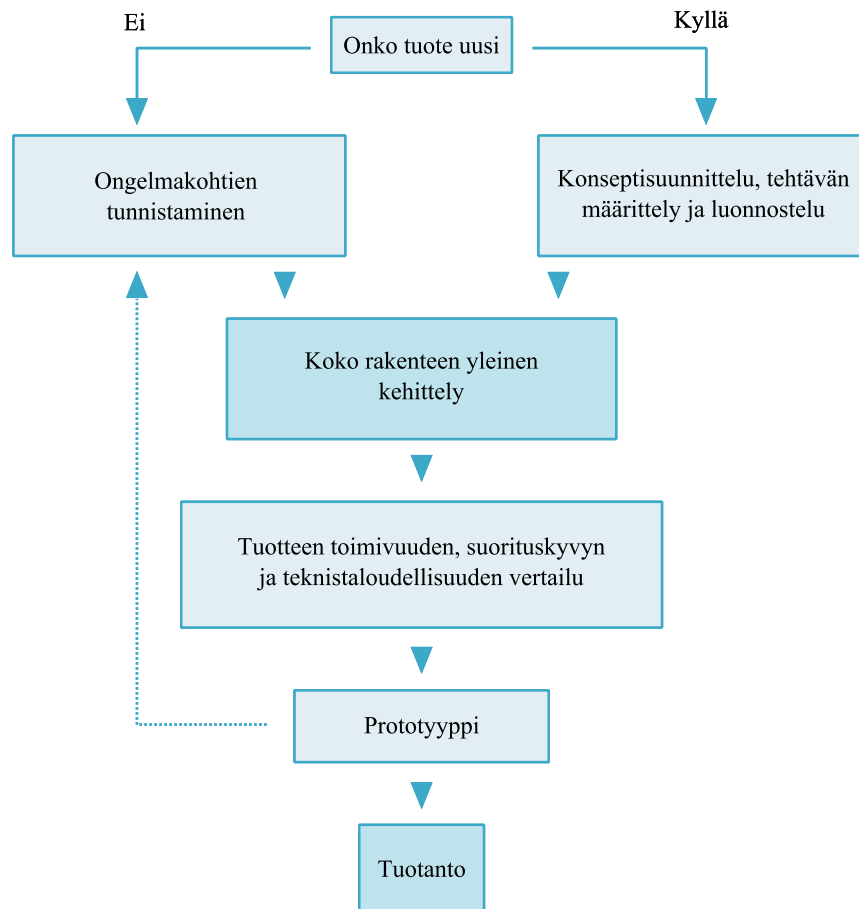 Ei
Kyllä
Onko tuote uusi
Ongelmakohtien
tunnistaminen
Konseptisuunnittelu, tehtävän
määrittely ja luonnostelu
Koko rakenteen yleinen
kehittely
Tuotteen toimivuuden, suorituskyvyn
ja teknistaloudellisuuden vertailu
Prototyyppi
Tuotanto